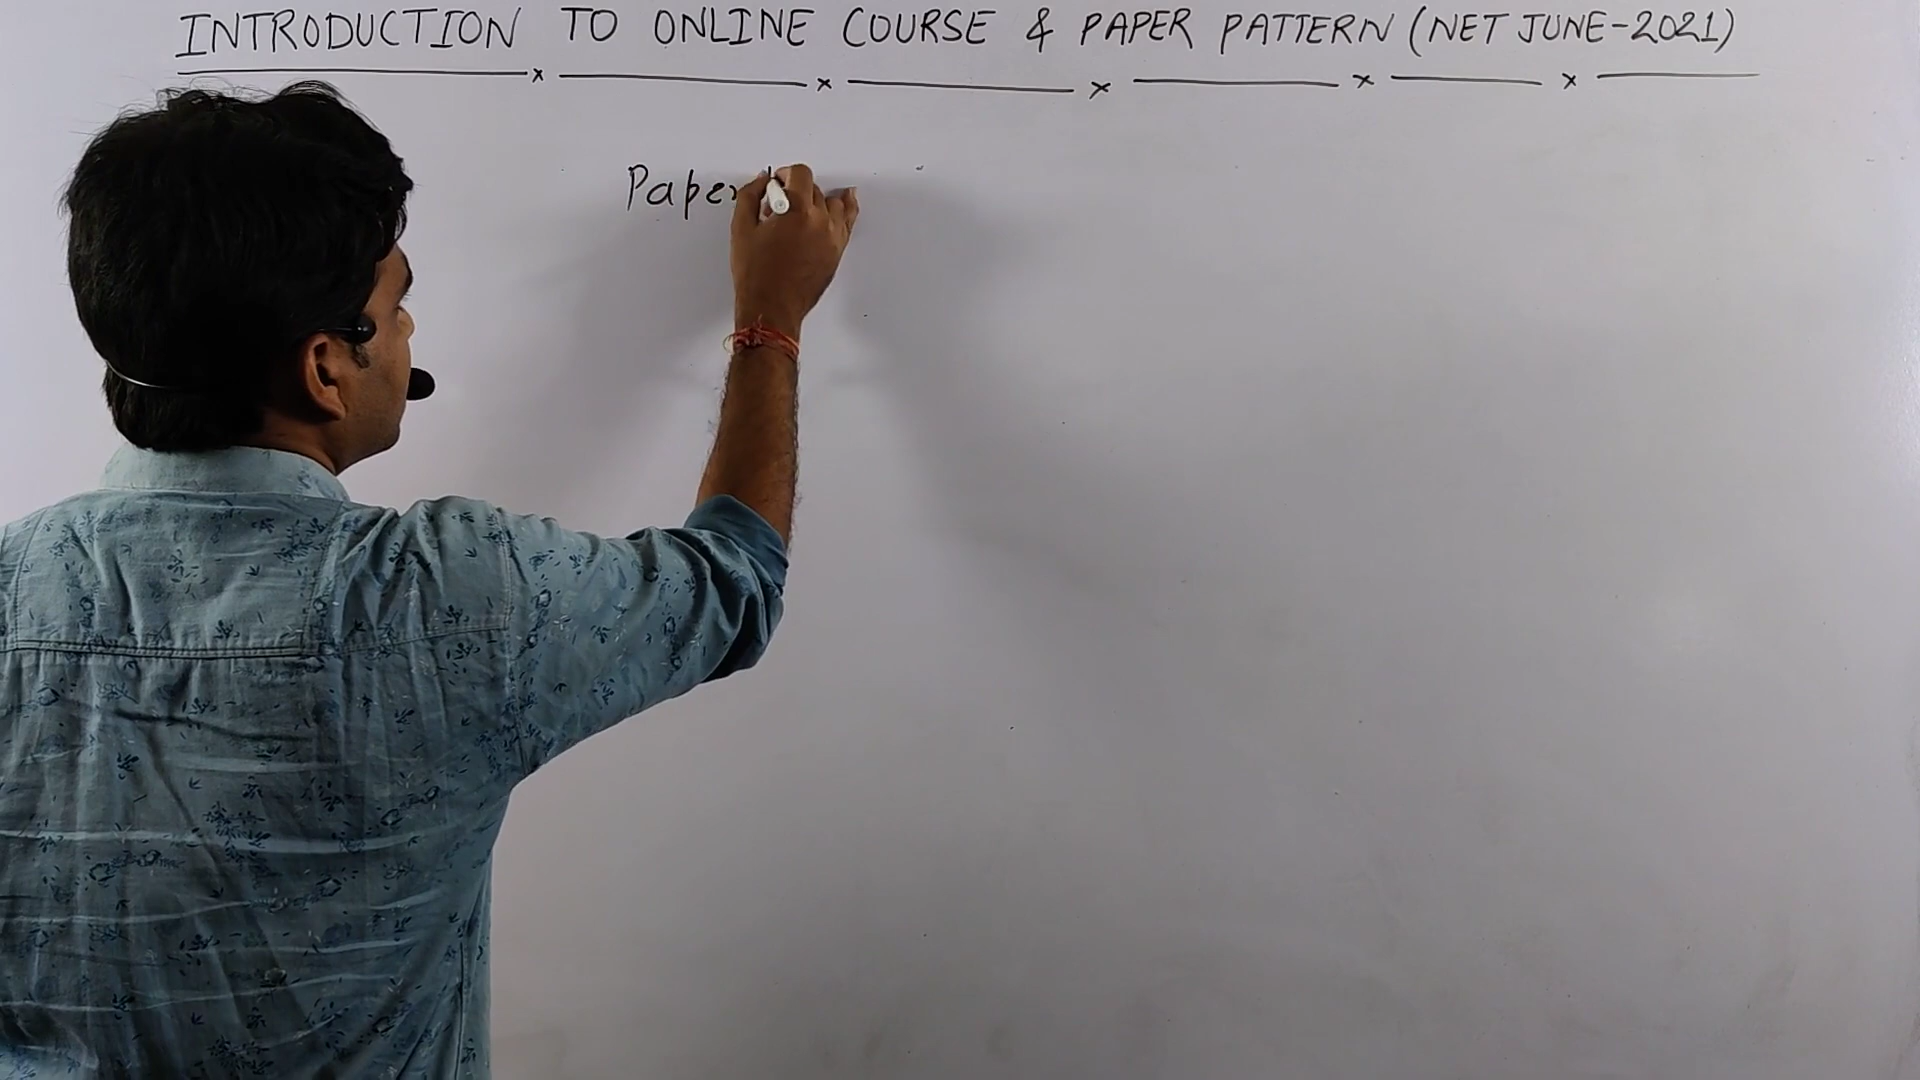 INTRODUCTION TO ONLINE COURSE & PAPER PATTERN (NET JUNE-2021)
Paper